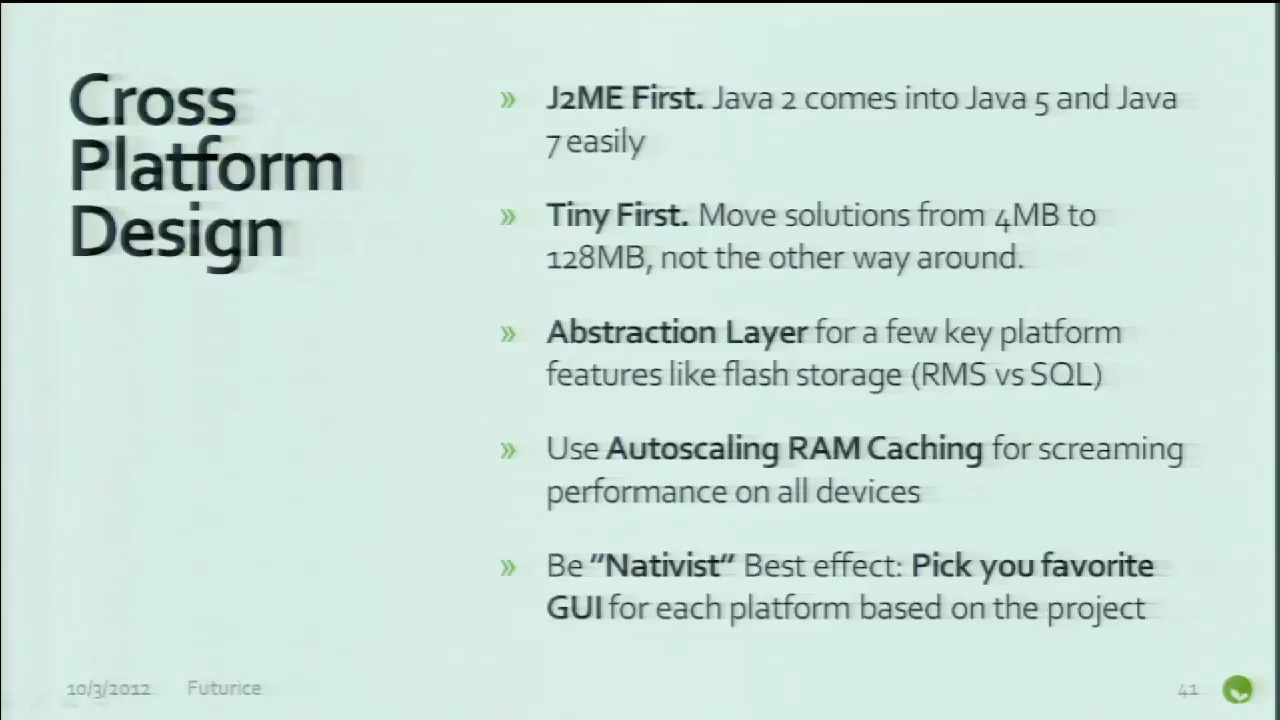 Cross
Platform
Design
» J2ME First. Java 2 comes into Java 5 and Java
7 easily
» Tiny First. Move solutions from 4MB to
128MB, not the other way around.
» Abstraction Layer for a few key platform
features like flash storage (RMS vs SQL)
» Use Autoscaling RAM Caching for screaming
performance on all devices
» Be “Nativist” Best effect: Pick you favorite
GUI for each platform based on the project
10/3/2012 Futurice 41